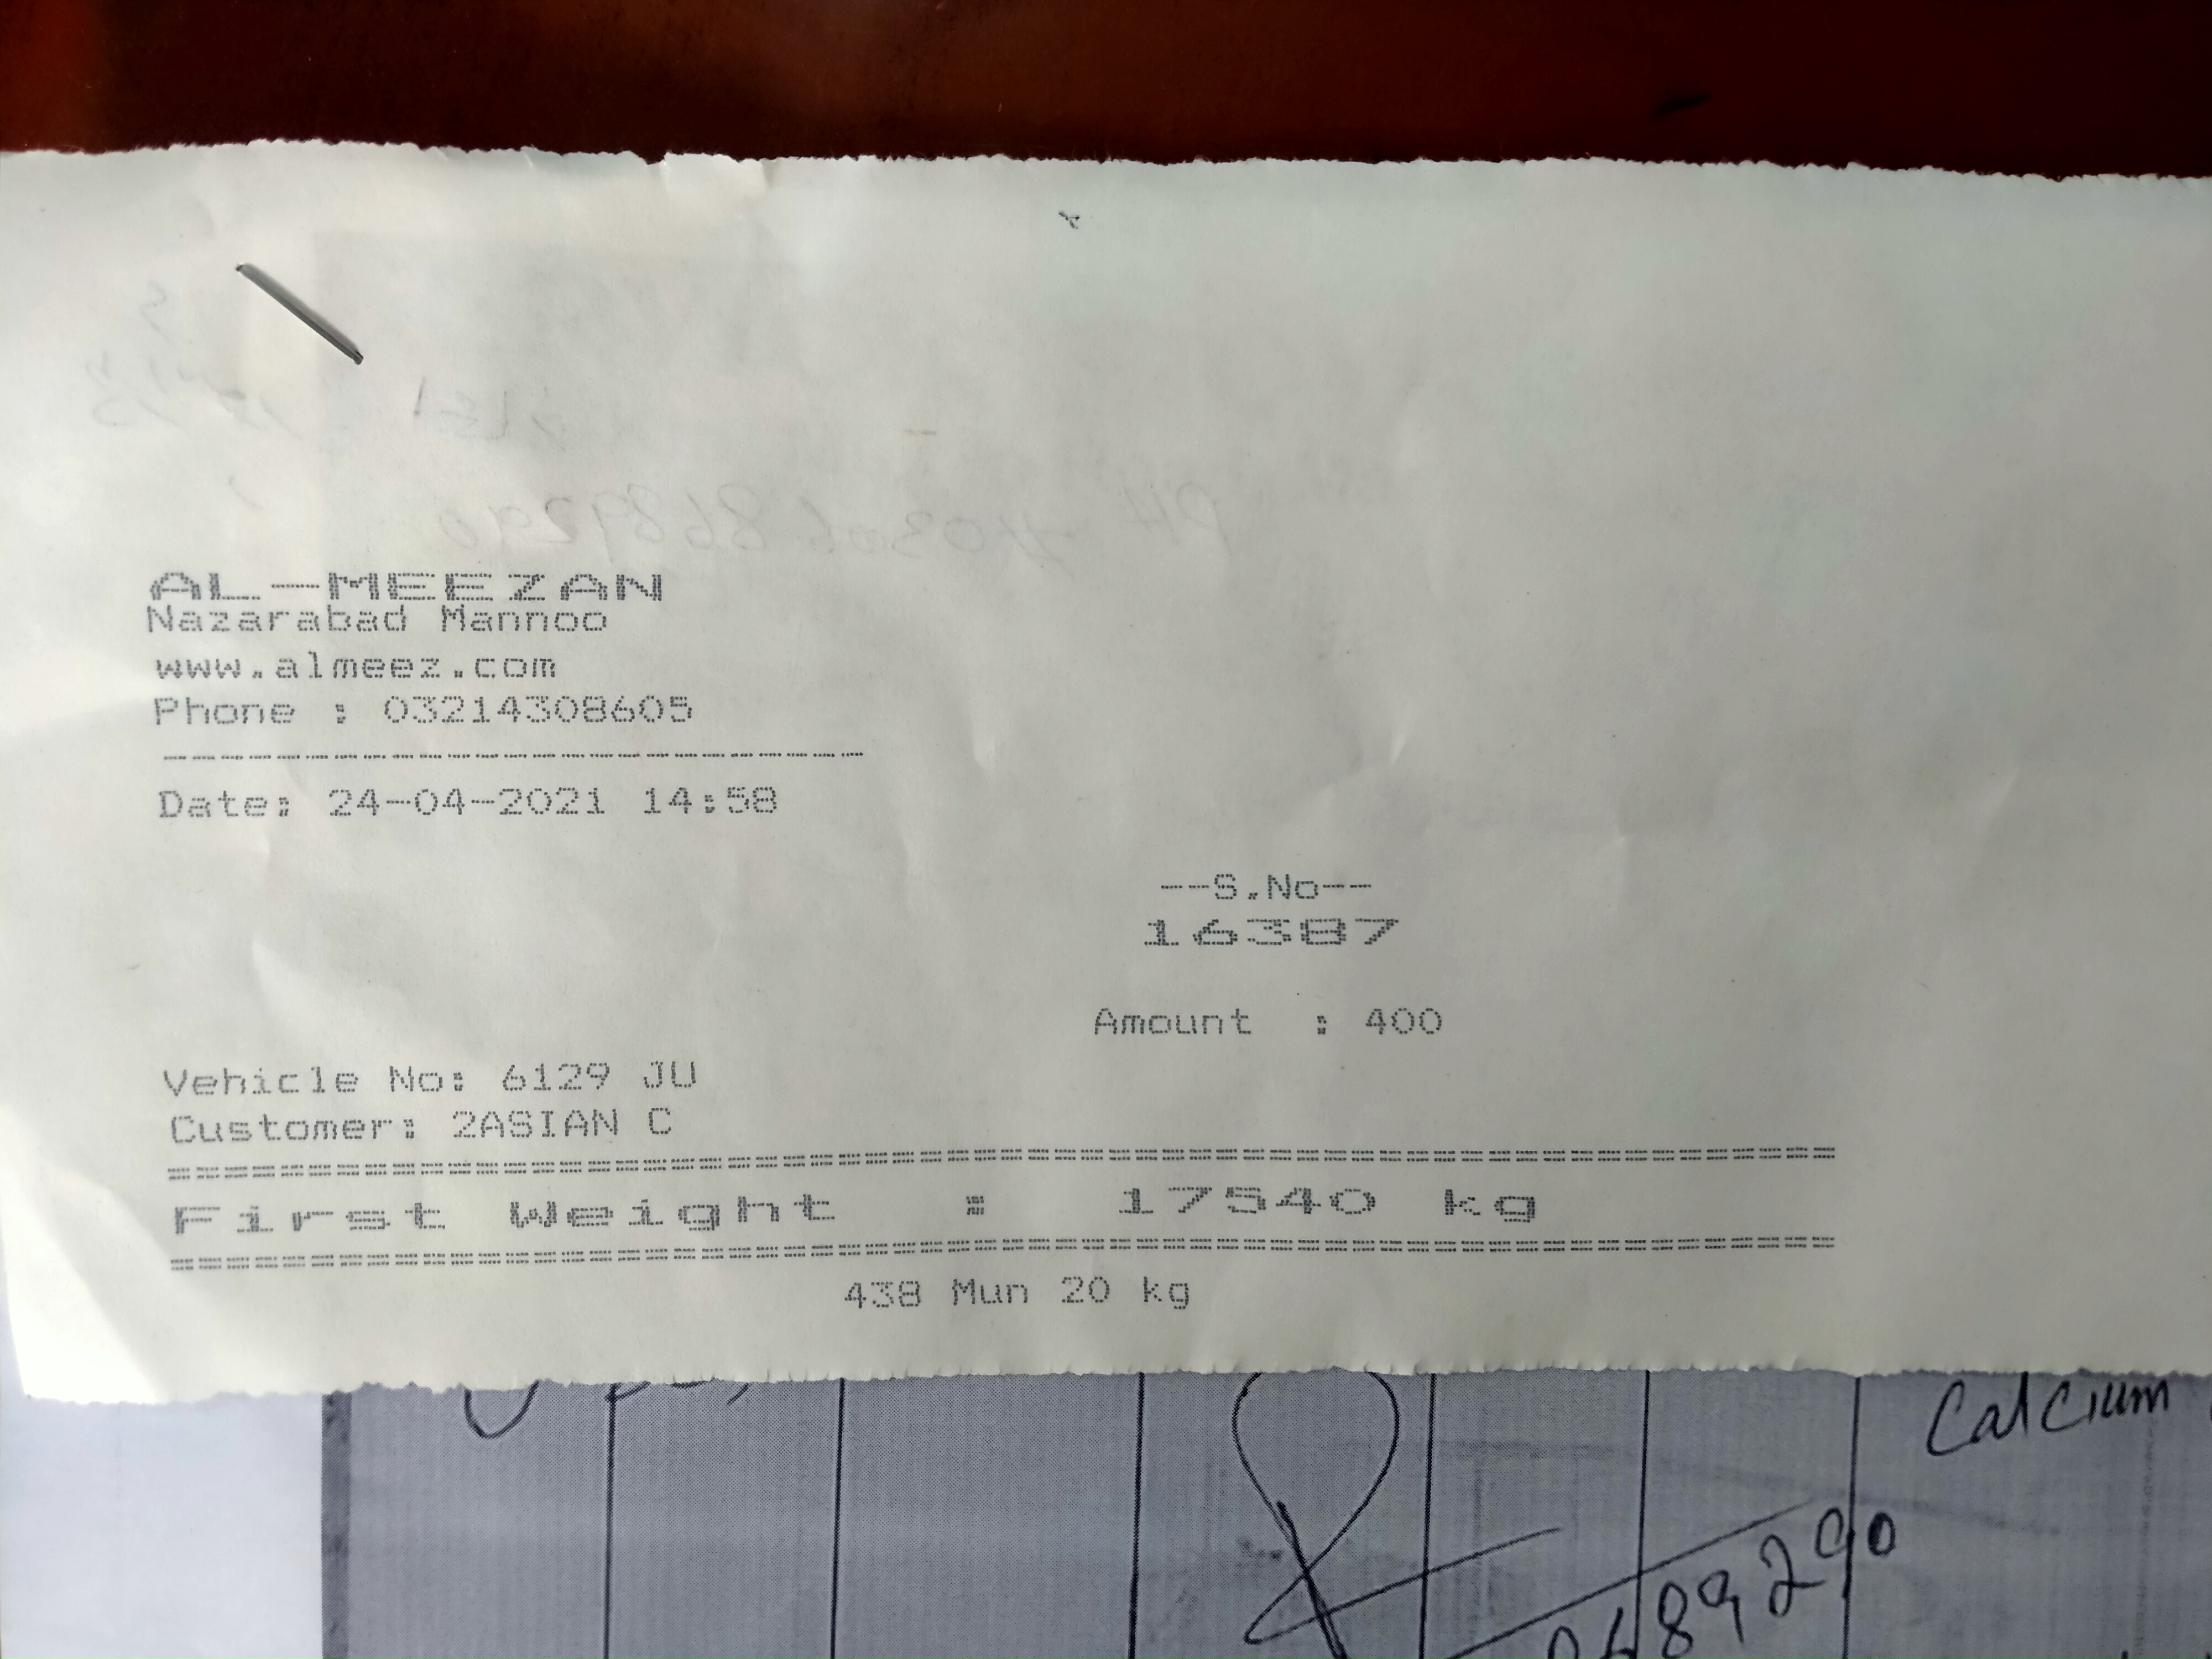 AL-MEEZAN
Nazarabad Mannoo
www.almeez.com
Phone : 03214308605
--------------------------
Date: 24-04-2021 14:58
--S.No--
16387
Amount : 400
Vehicle No: 6129 JU
Customer: 2ASIAN C
==============================================================
First Weight : 17540 kg
==============================================================
438 Mun 20 kg
Calcium
689290